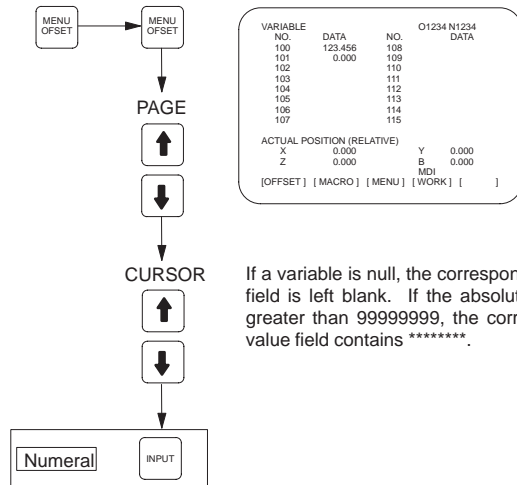 MENU
OFSET
MENU
OFSET
PAGE
CURSOR
Numeral
INPUT
VARIABLE O1234 N1234
NO. DATA NO. DATA
100 123.456 108
101 0.000 109
102 110
103 111
104 112
105 113
106 114
107 115
ACTUAL POSITION (RELATIVE)
X 0.000 Y 0.000
Z 0.000 B 0.000
MDI
[OFFSET ] [ MACRO ] [ MENU ] [ WORK ] [ ]
If a variable is null, the correspon
field is left blank. If the absolut
greater than 99999999, the corr
value field contains ********.